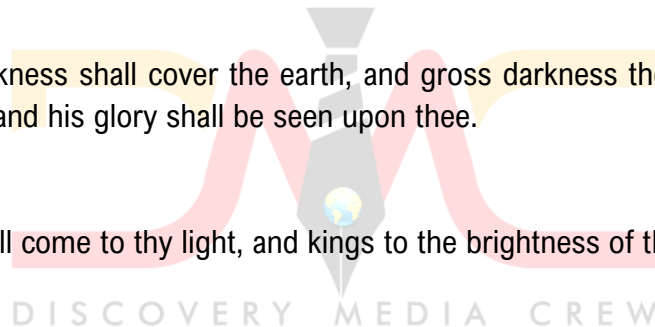 kness shall cover the earth, and gross darkness th
and his glory shall be seen upon thee.
ll come to thy light, and kings to the brightness of t
DISCOVERY MEDIA CREW